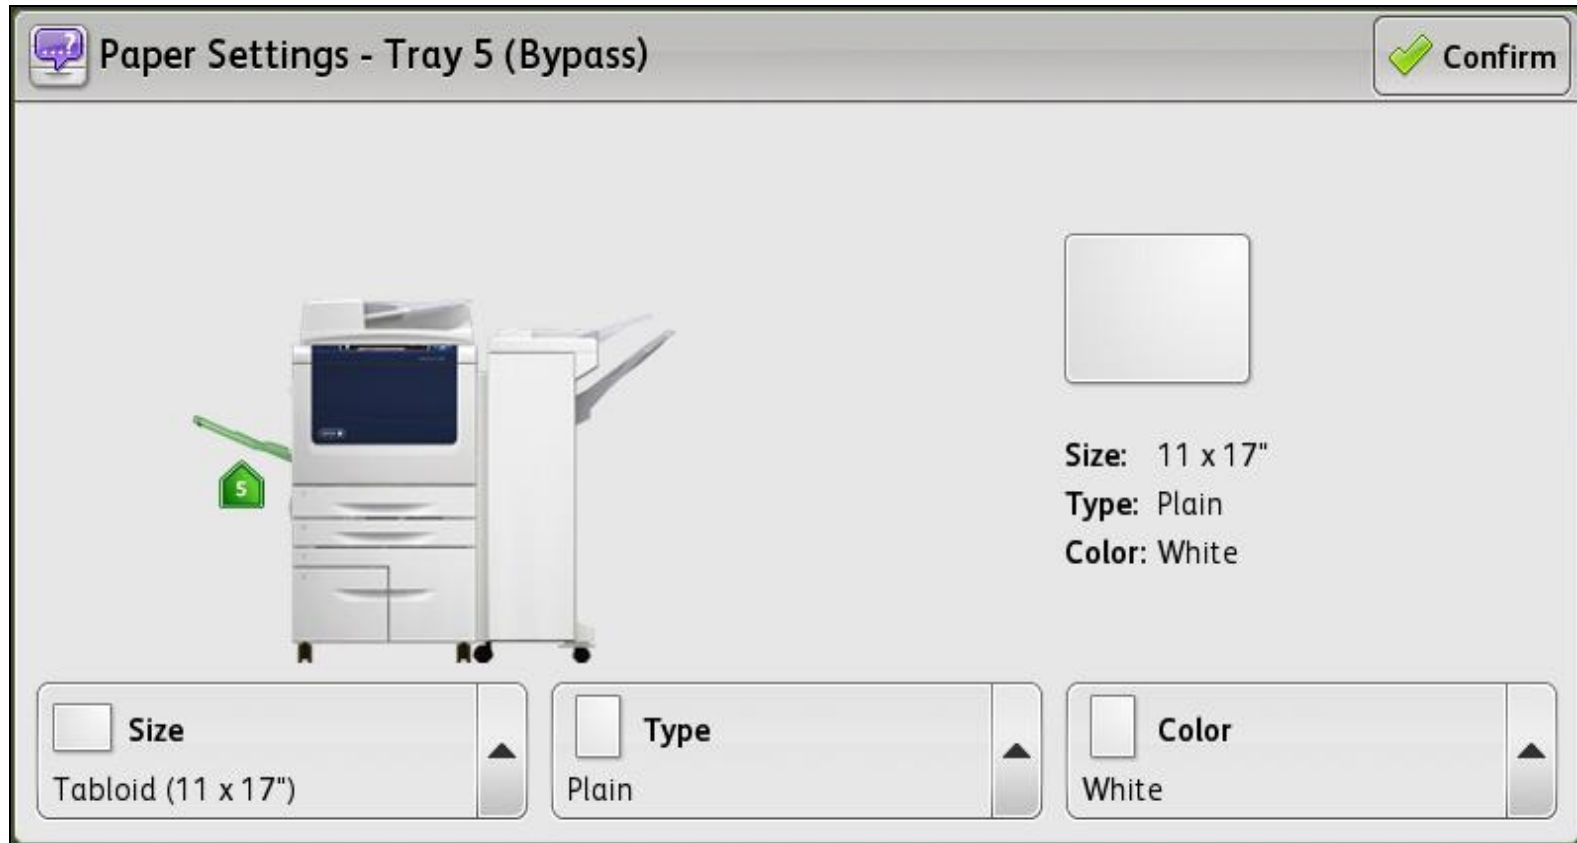 Paper Settings - Tray 5 (Bypass)
Confirm
5
Size: 11 x 17"
Type: Plain
Color: White
Size
Tabloid (11 x 17")
Type
Plain
Color
White